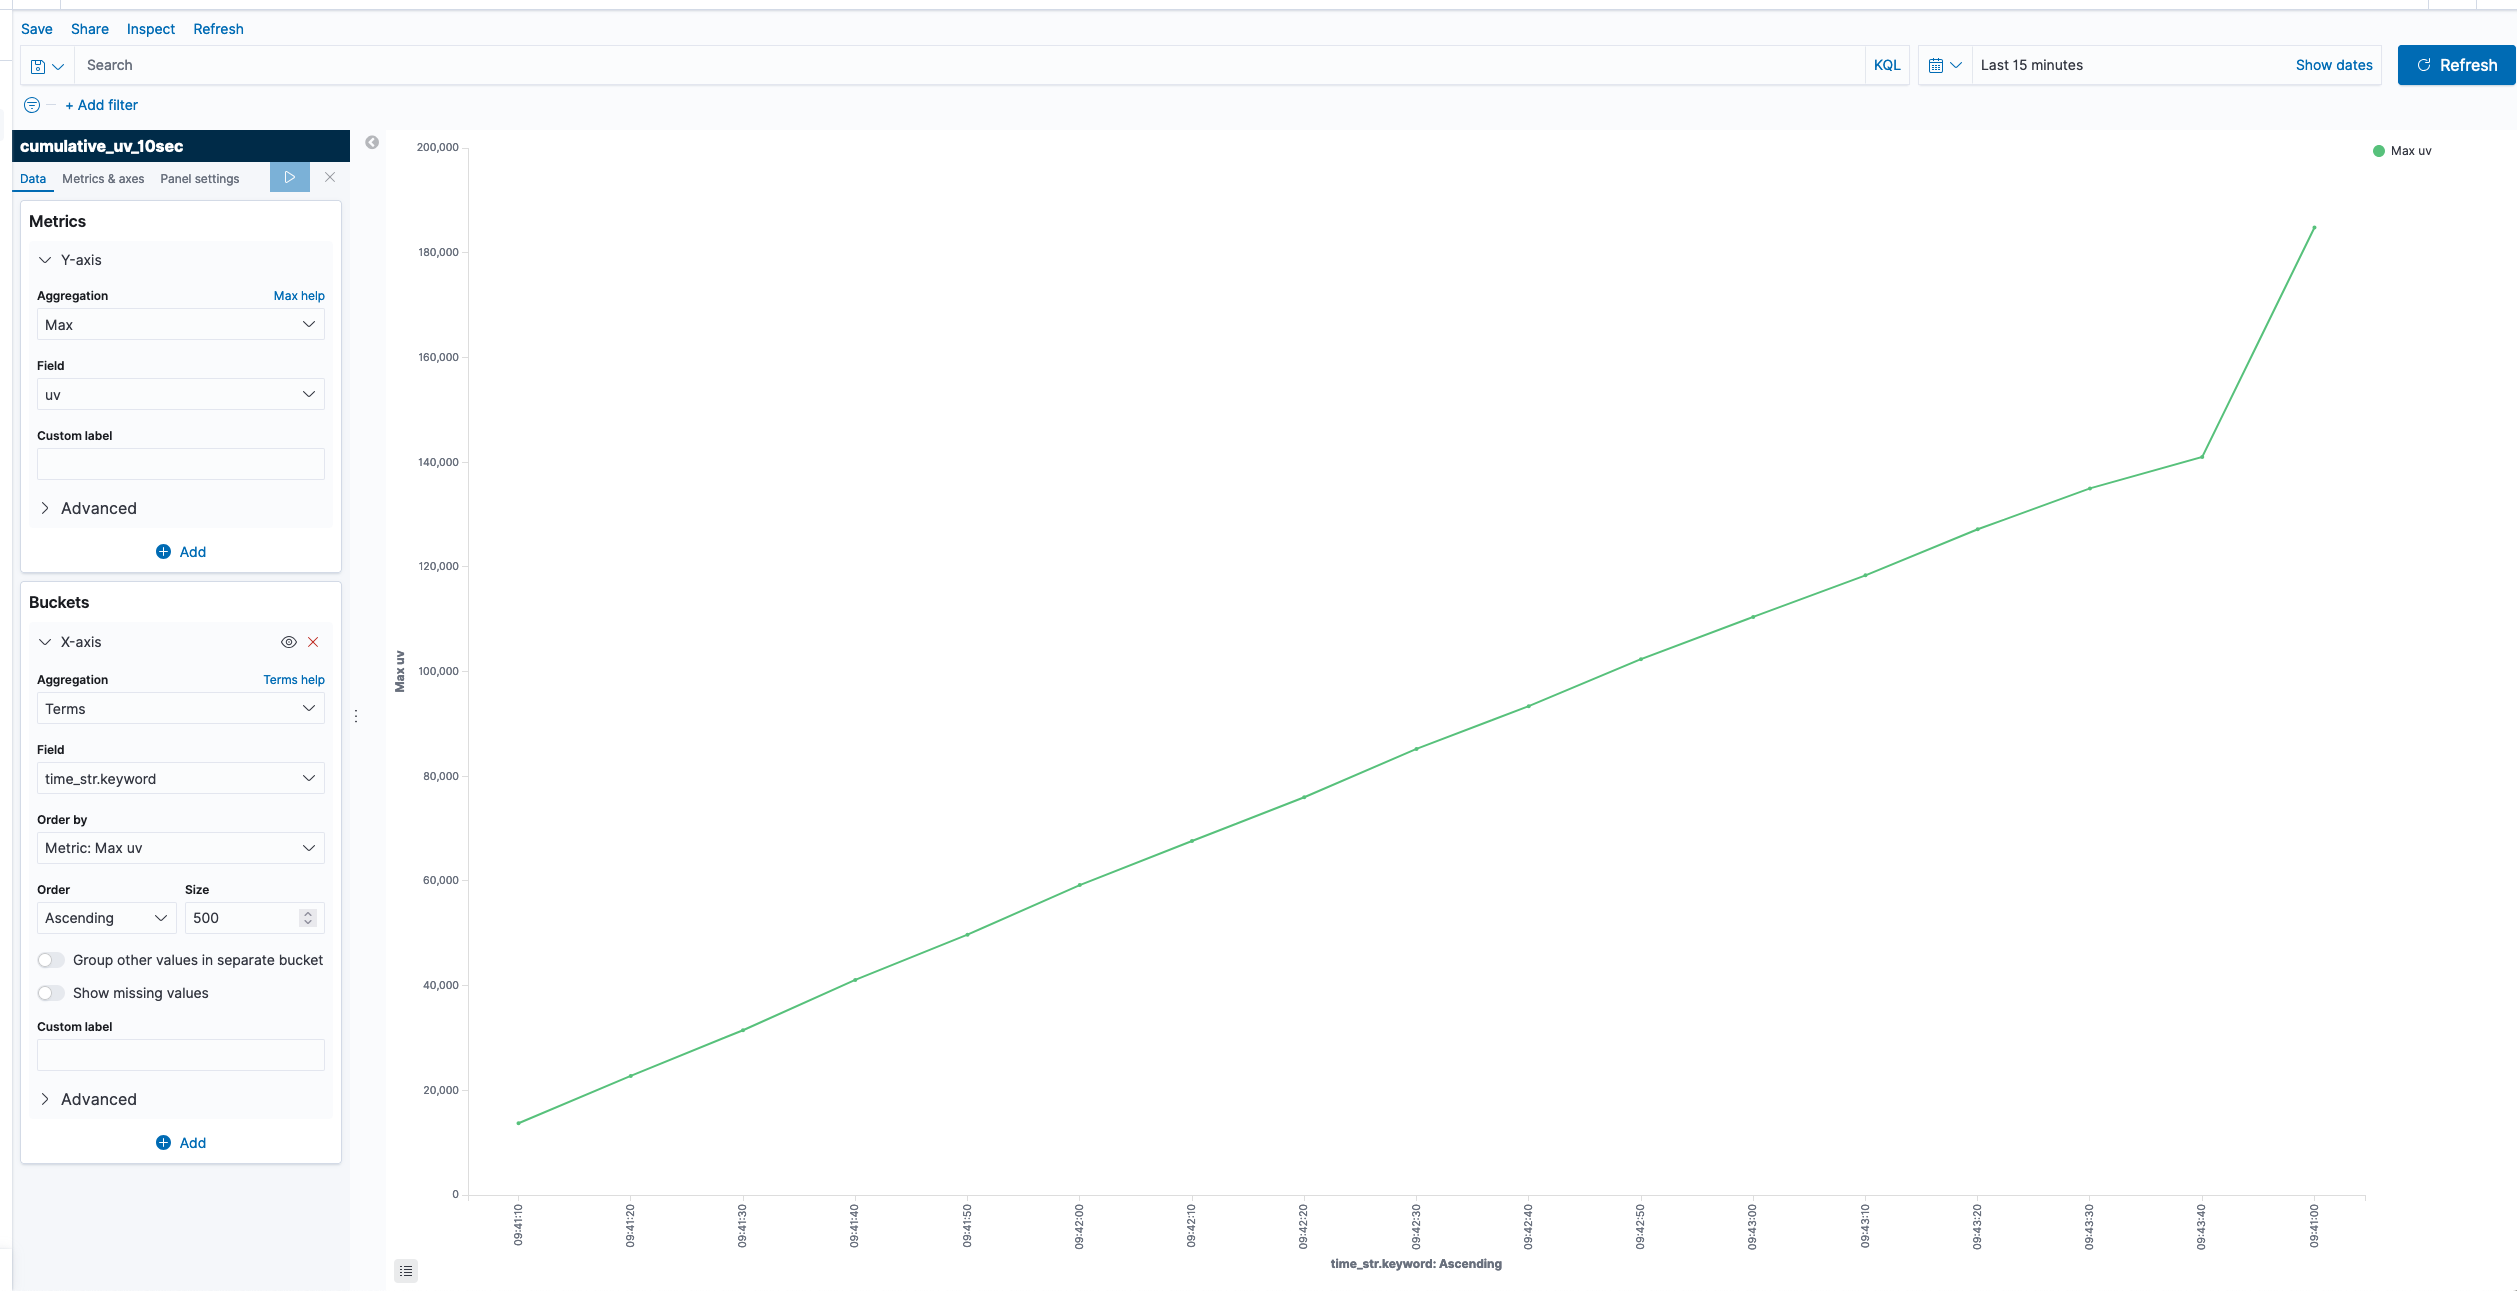 Save Share Inspect Refresh
Search KQL Last 15 minutes Show dates Refresh
+ Add filter
cumulative_uv_10sec
Data Metrics & axes Panel settings
Metrics
Y-axis
Aggregation Max help
Max
Field
uv
Custom label
Advanced
Add
Buckets
X-axis
Aggregation Terms help
Terms
Field
time_str.keyword
Order by
Metric: Max uv
Order Size
Ascending 500
Group other values in separate bucket
Show missing values
Custom label
Advanced
Add
Max uv
200,000
180,000
160,000
140,000
120,000
100,000
80,000
60,000
40,000
20,000
0
Max uv
09:41:10
09:41:20
09:41:30
09:41:40
09:41:50
09:42:00
09:42:10
09:42:20
09:42:30
09:42:40
09:42:50
09:43:00
09:43:10
09:43:20
09:43:30
09:43:40
09:41:00
time_str.keyword: Ascending